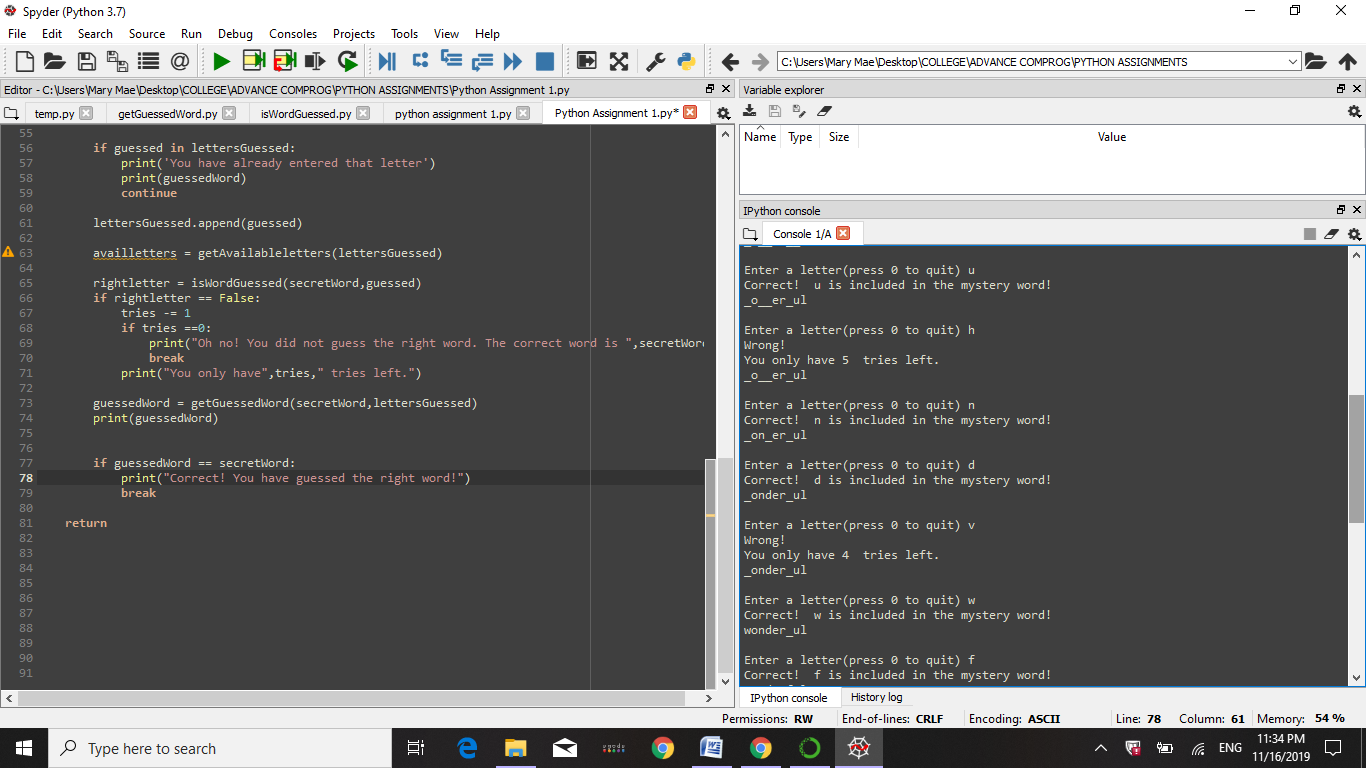 Spyder (Python 3.7)
File Edit Search Source Run Debug Consoles Projects Tools View Help
C:\Users\Mary Mae\Desktop\COLLEGE\ADVANCE COMPROG\PYTHON ASSIGNMENTS
Editor - C:\Users\Mary Mae\Desktop\COLLEGE\ADVANCE COMPROG\PYTHON ASSIGNMENTS\Python Assignment 1.py
temp.py getGuessedWord.py isWordGuessed.py python assignment 1.py Python Assignment 1.py*
55
56 if guessed in lettersGuessed:
57 print('You have already entered that letter')
58 print(guessedWord)
59 continue
60
61 lettersGuessed.append(guessed)
62
63 availletters = getAvailableletters(lettersGuessed)
64
65 rightletter = isWordGuessed(secretWord,guessed)
66 if rightletter == False:
67 tries -= 1
68 if tries ==0:
69 print("Oh no! You did not guess the right word. The correct word is ",secretWor
70 break
71 print("You only have",tries," tries left.")
72
73 guessedWord = getGuessedWord(secretWord,lettersGuessed)
74 print(guessedWord)
75
76
77 if guessedWord == secretWord:
78 print("Correct! You have guessed the right word!")
79 break
80
81 return
82
83
84
85
86
87
88
89
90
91
Variable explorer
Name Type Size Value
IPython console
Console 1/A
Enter a letter(press 0 to quit) u
Correct!  u is included in the mystery word!
_o__er_ul
Enter a letter(press 0 to quit) h
Wrong!
You only have 5  tries left.
_o__er_ul
Enter a letter(press 0 to quit) n
Correct!  n is included in the mystery word!
_on_er_ul
Enter a letter(press 0 to quit) d
Correct!  d is included in the mystery word!
_onder_ul
Enter a letter(press 0 to quit) v
Wrong!
You only have 4  tries left.
_onder_ul
Enter a letter(press 0 to quit) w
Correct!  w is included in the mystery word!
wonder_ul
Enter a letter(press 0 to quit) f
Correct!  f is included in the mystery word!
IPython console History log
Permissions: RW End-of-lines: CRLF Encoding: ASCII Line: 78 Column: 61 Memory: 54 %
Type here to search
ENG
11:34 PM
11/16/2019